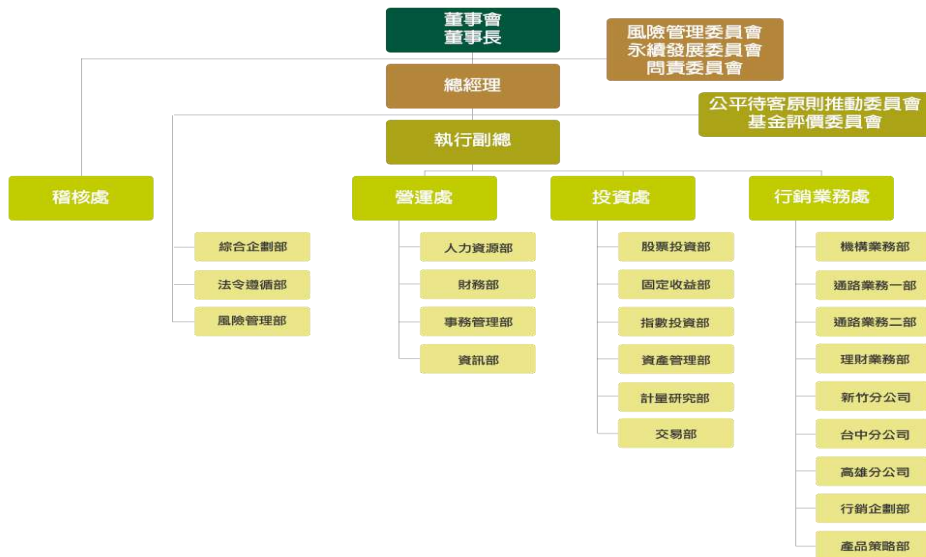 董事會
董事長
風險管理委員會
永續發展委員會
問責委員會
總經理
公平待客原則推動委員會
基金評價委員會
執行副總
稽核處
營運處
投資處
行銷業務處
綜合企劃部
法令遵循部
風險管理部
人力資源部
財務部
事務管理部
資訊部
股票投資部
固定收益部
指數投資部
資產管理部
計量研究部
交易部
機構業務部
通路業務一部
通路業務二部
理財業務部
新竹分公司
台中分公司
高雄分公司
行銷企劃部
產品策略部